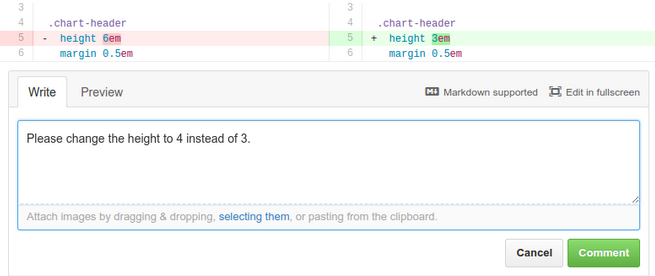 3 3
4 .chart-header 4 .chart-header
5 - height 6em 5 + height 3em
6 margin 0.5em 6 margin 0.5em
Write Preview Markdown supported Edit in fullscreen
Please change the height to 4 instead of 3.
Attach images by dragging & dropping, selecting them, or pasting from the clipboard.
Cancel Comment